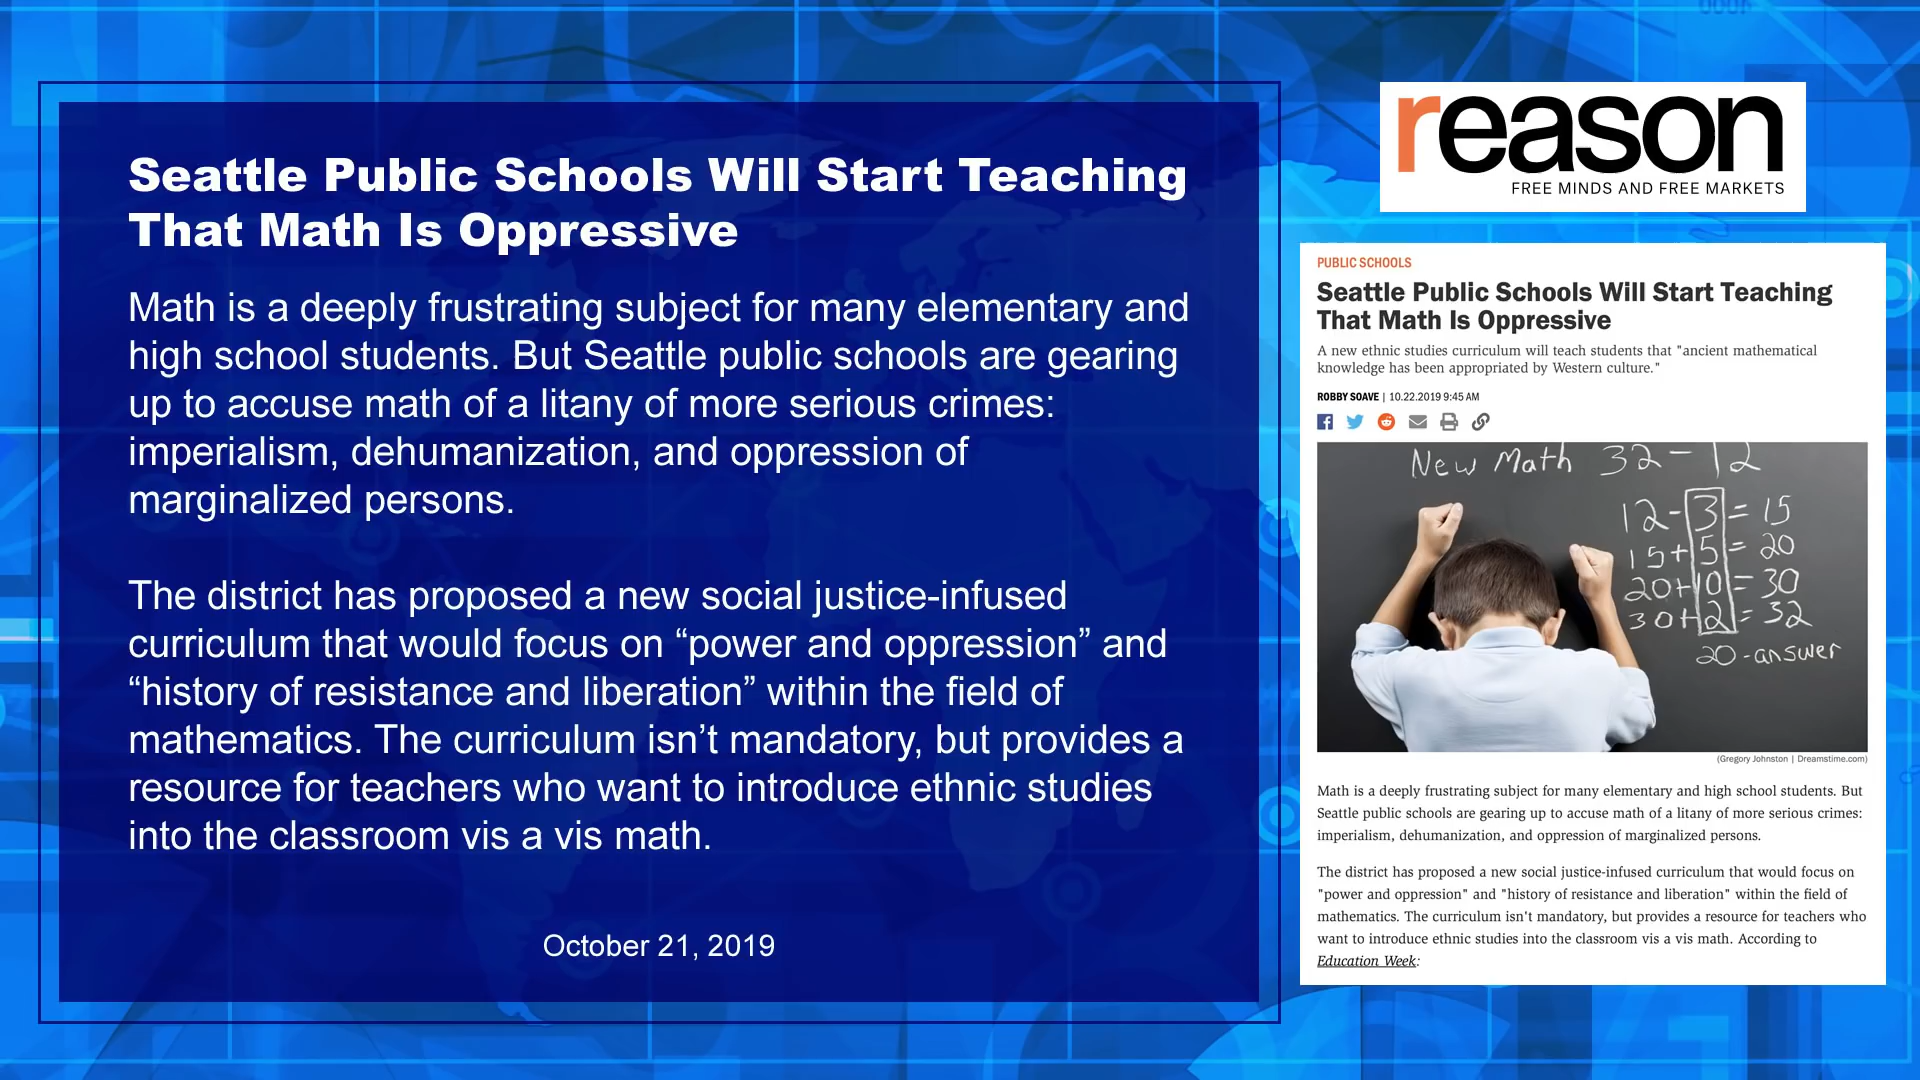 Seattle Public Schools Will Start Teaching
That Math Is Oppressive
Math is a deeply frustrating subject for many elementary and
high school students. But Seattle public schools are gearing
up to accuse math of a litany of more serious crimes:
imperialism, dehumanization, and oppression of
marginalized persons.
The district has proposed a new social justice-infused
curriculum that would focus on “power and oppression” and
“history of resistance and liberation” within the field of
mathematics. The curriculum isn’t mandatory, but provides a
resource for teachers who want to introduce ethnic studies
into the classroom vis a vis math.
October 21, 2019
reason
FREE MINDS AND FREE MARKETS
PUBLIC SCHOOLS
Seattle Public Schools Will Start Teaching
That Math Is Oppressive
A new ethnic studies curriculum will teach students that "ancient mathematical
knowledge has been appropriated by Western culture."
ROBBY SOAVE | 10.22.2019 9:45 AM
New Math 32-12
12-3=15
15+5=20
20+10=30
30+2=32
20-answer
(Gregory Johnston | Dreamstime.com)
Math is a deeply frustrating subject for many elementary and high school students. But
Seattle public schools are gearing up to accuse math of a litany of more serious crimes:
imperialism, dehumanization, and oppression of marginalized persons.
The district has proposed a new social justice-infused curriculum that would focus on
"power and oppression" and "history of resistance and liberation" within the field of
mathematics. The curriculum isn't mandatory, but provides a resource for teachers who
want to introduce ethnic studies into the classroom vis a vis math. According to
Education Week: